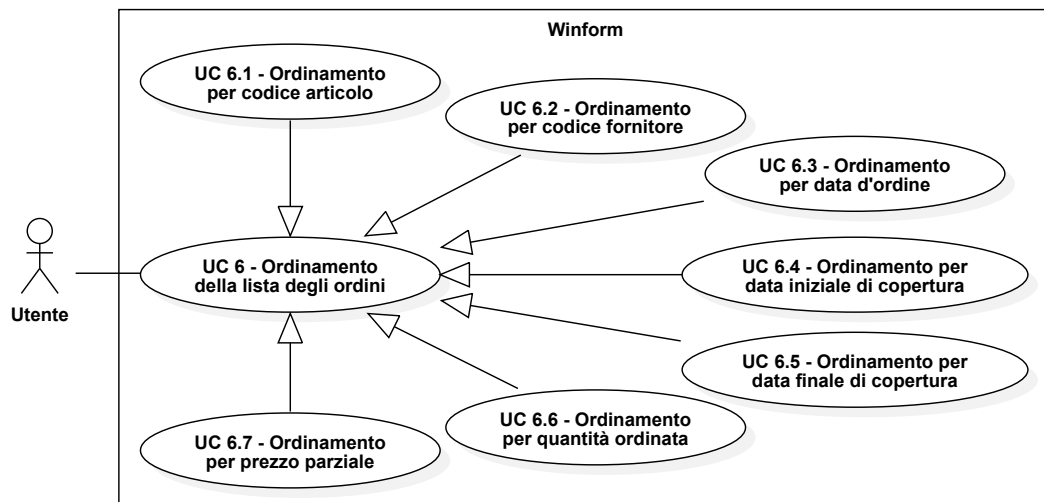 Winform
UC 6.1 - Ordinamento
per codice articolo
UC 6.2 - Ordinamento
per codice fornitore
UC 6.3 - Ordinamento
per data d'ordine
UC 6 - Ordinamento
della lista degli ordini
UC 6.4 - Ordinamento per
data iniziale di copertura
Utente
UC 6.5 - Ordinamento per
data finale di copertura
UC 6.6 - Ordinamento
per quantità ordinata
UC 6.7 - Ordinamento
per prezzo parziale